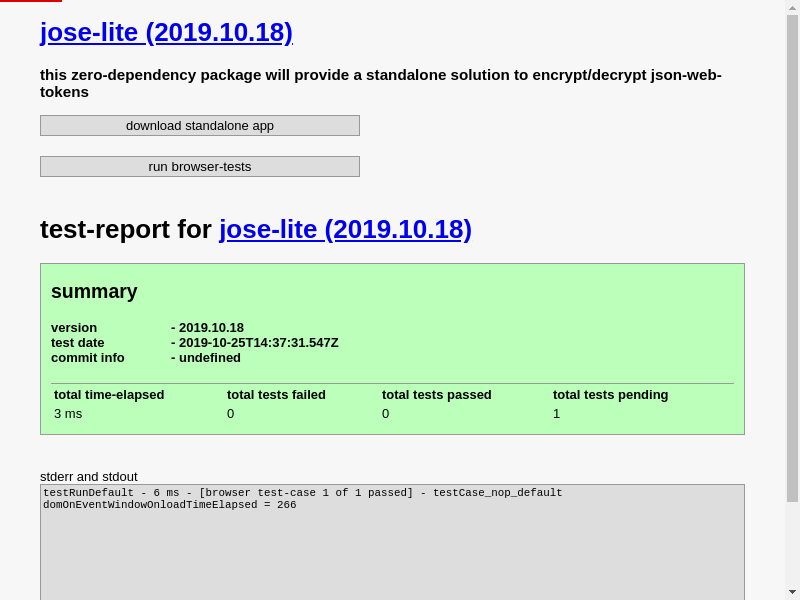 jose-lite (2019.10.18)
this zero-dependency package will provide a standalone solution to encrypt/decrypt json-web-
tokens
download standalone app
run browser-tests
test-report for jose-lite (2019.10.18)
summary
version - 2019.10.18
test date - 2019-10-25T14:37:31.547Z
commit info - undefined
total time-elapsed total tests failed total tests passed total tests pending
3 ms 0 0 1
stderr and stdout
testRunDefault - 6 ms - [browser test-case 1 of 1 passed] - testCase_nop_default
domOnEventWindowOnloadTimeElapsed = 266